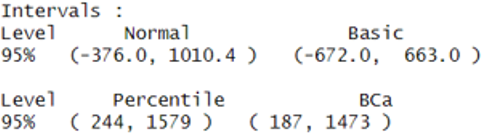 Intervals :
Level      Normal              Basic
95%   (-376.0, 1010.4 )   (-672.0,  663.0 )
Level     Percentile            BCa
95%   ( 244, 1579 )   ( 187, 1473 )